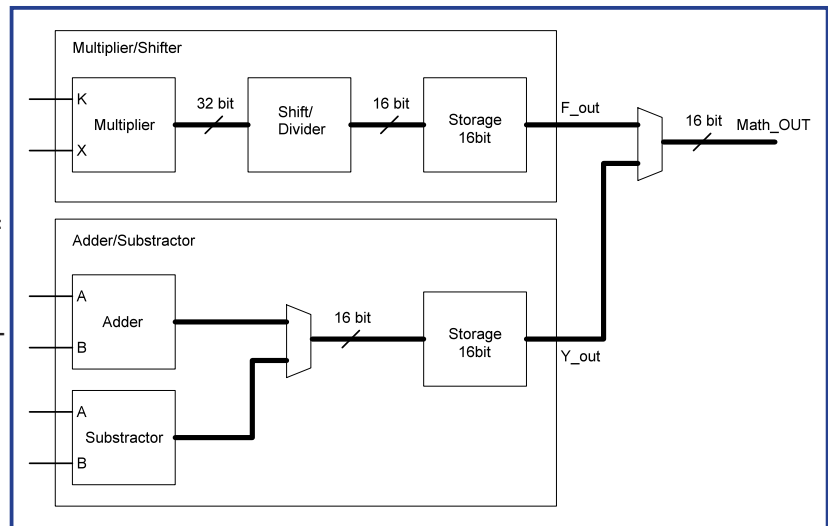 Multiplier/Shifter
K
X
Multiplier
32 bit
Shift/
Divider
16 bit
Storage
16bit
F_out
16 bit
Math_OUT
Adder/Substractor
A
B
Adder
A
B
Substractor
16 bit
Storage
16bit
Y_out